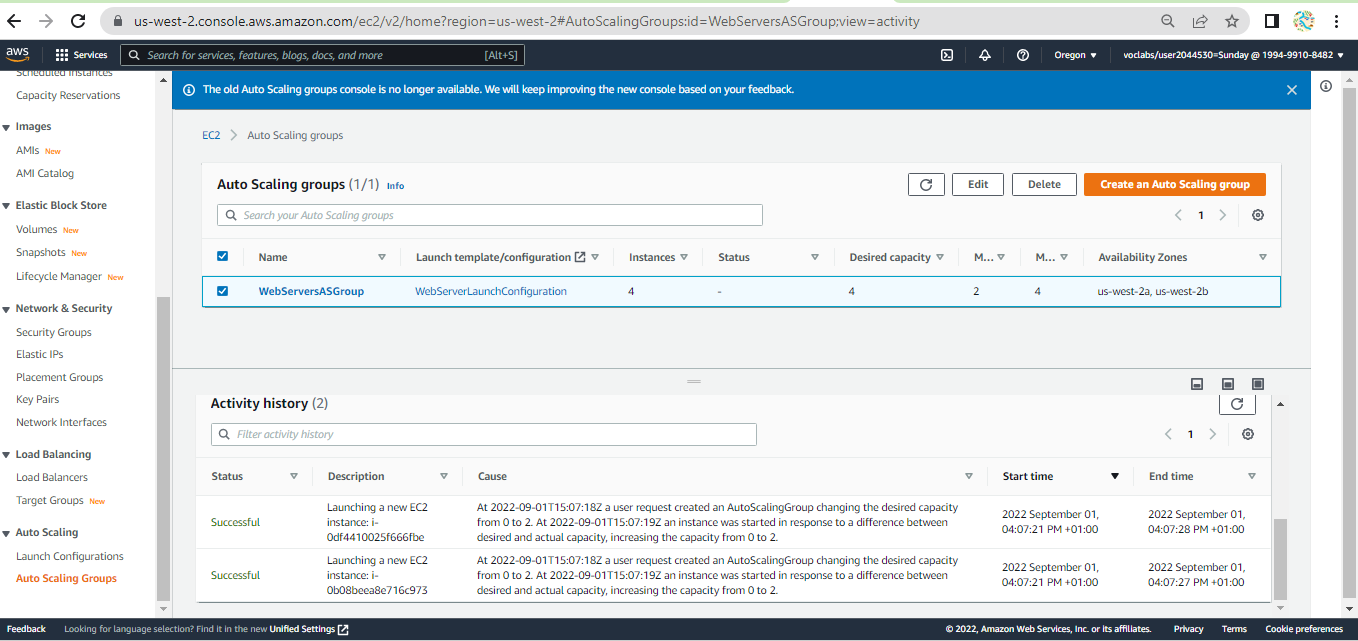 us-west-2.console.aws.amazon.com/ec2/v2/home?region=us-west-2#AutoScalingGroups:id=WebServersASGroup;view=activity
aws
Services
Search for services, features, blogs, docs, and more
[Alt+S]
Oregon
voclabs/user2044530=Sunday @ 1994-9910-8482
Scheduled Instances
Capacity Reservations
Images
AMIs New
AMI Catalog
Elastic Block Store
Volumes New
Snapshots New
Lifecycle Manager New
Network & Security
Security Groups
Elastic IPs
Placement Groups
Key Pairs
Network Interfaces
Load Balancing
Load Balancers
Target Groups New
Auto Scaling
Launch Configurations
Auto Scaling Groups
The old Auto Scaling groups console is no longer available. We will keep improving the new console based on your feedback.
EC2
Auto Scaling groups
Auto Scaling groups (1/1) Info
Edit
Delete
Create an Auto Scaling group
Search your Auto Scaling groups
1
Name
Launch template/configuration
Instances
Status
Desired capacity
M...
M...
Availability Zones
WebServersASGroup
WebServerLaunchConfiguration
4
-
4
2
4
us-west-2a, us-west-2b
Activity history (2)
Filter activity history
1
Status
Description
Cause
Start time
End time
Successful
Launching a new EC2
instance: i-
0df4410025f666fbe
At 2022-09-01T15:07:18Z a user request created an AutoScalingGroup changing the desired capacity
from 0 to 2. At 2022-09-01T15:07:19Z an instance was started in response to a difference between
desired and actual capacity, increasing the capacity from 0 to 2.
2022 September 01,
04:07:21 PM +01:00
2022 September 01,
04:07:28 PM +01:00
Successful
Launching a new EC2
instance: i-
0b08beea8e716c973
At 2022-09-01T15:07:18Z a user request created an AutoScalingGroup changing the desired capacity
from 0 to 2. At 2022-09-01T15:07:19Z an instance was started in response to a difference between
desired and actual capacity, increasing the capacity from 0 to 2.
2022 September 01,
04:07:21 PM +01:00
2022 September 01,
04:07:27 PM +01:00
Feedback
Looking for language selection? Find it in the new Unified Settings
© 2022, Amazon Web Services, Inc. or its affiliates.
Privacy
Terms
Cookie preferences